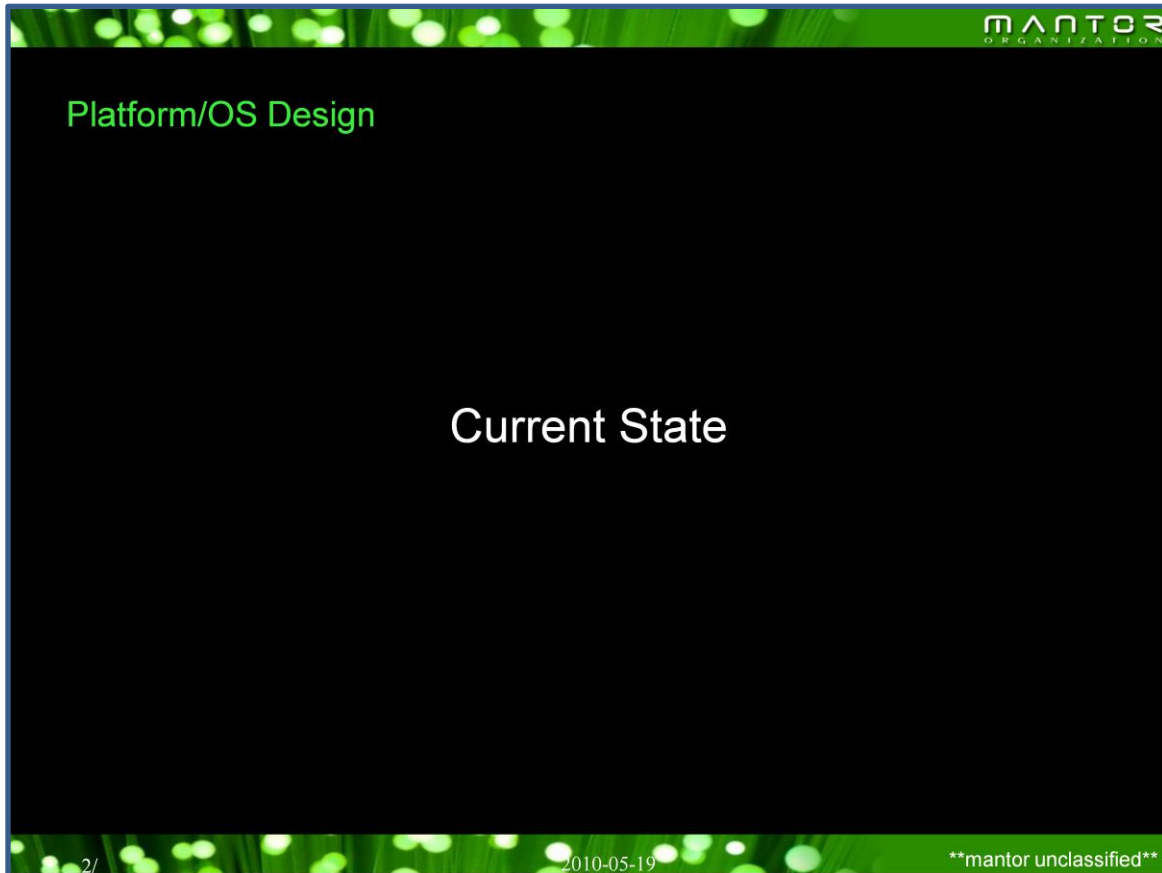 MANTOR
ORGANIZATION
Platform/OS Design
Current State
2/
2010-05-19
**mantor unclassified**